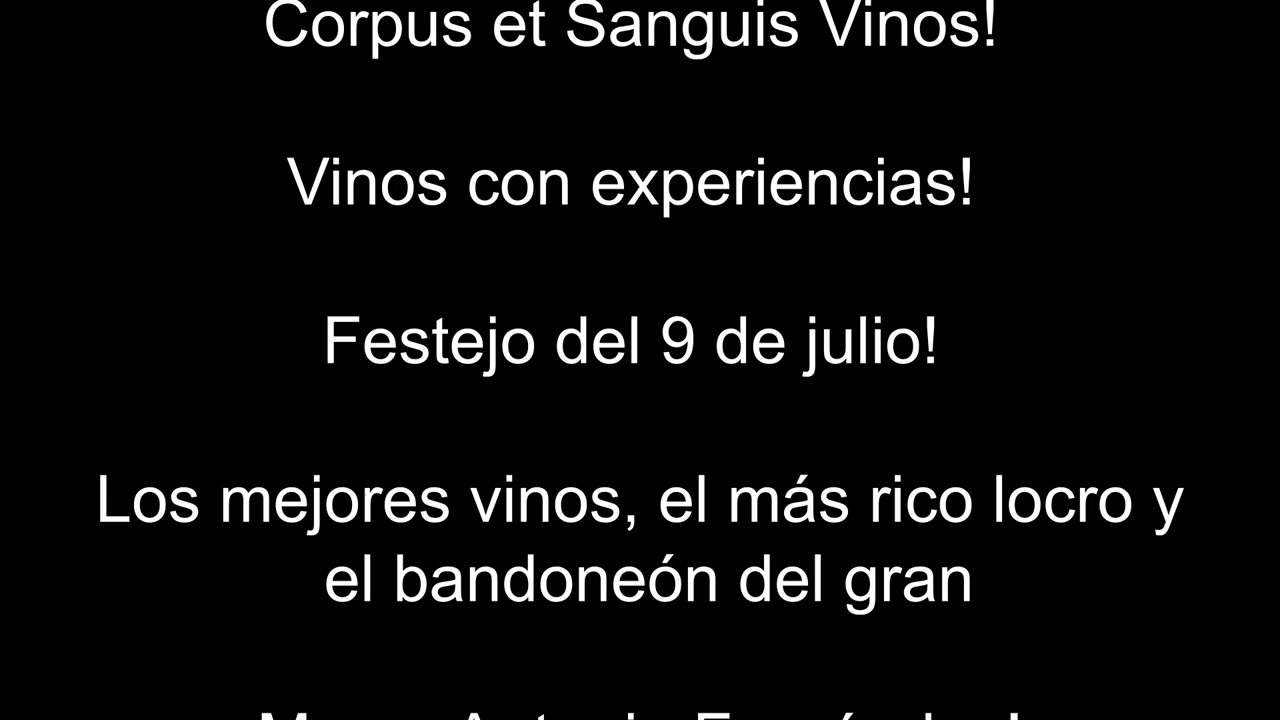 Corpus et Sanguis Vinos!
Vinos con experiencias!
Festejo del 9 de julio!
Los mejores vinos, el más rico locro y
el bandoneón del gran